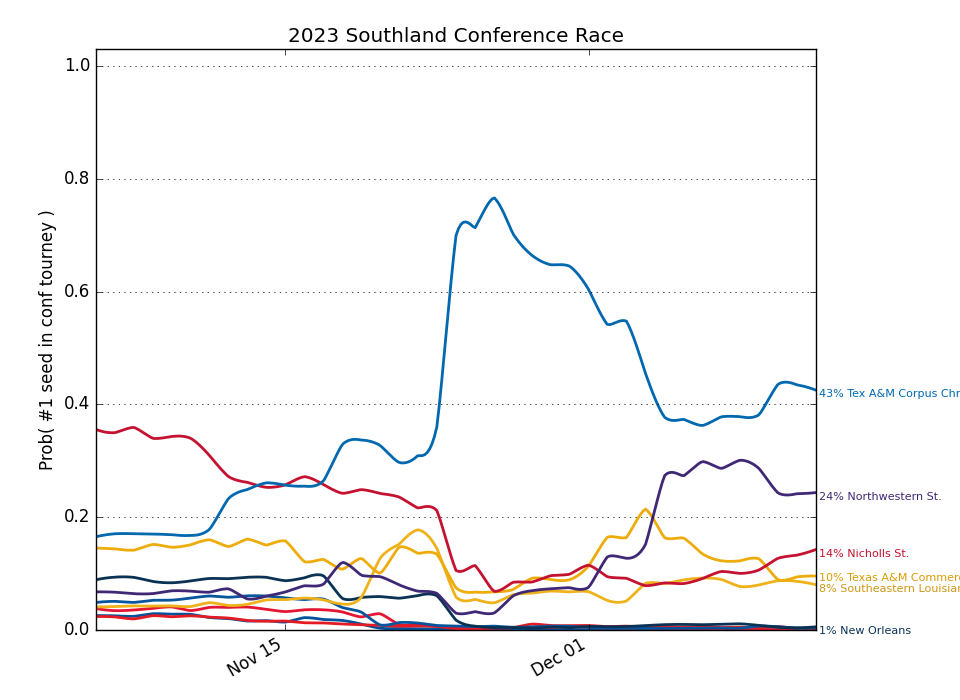 2023 Southland Conference Race
Prob( #1 seed in conf tourney )
1.0
0.8
0.6
0.4
0.2
0.0
Nov 15
Dec 01
43% Tex A&M Corpus Chr
24% Northwestern St.
14% Nicholls St.
10% Texas A&M Commerc
8% Southeastern Louisian
1% New Orleans